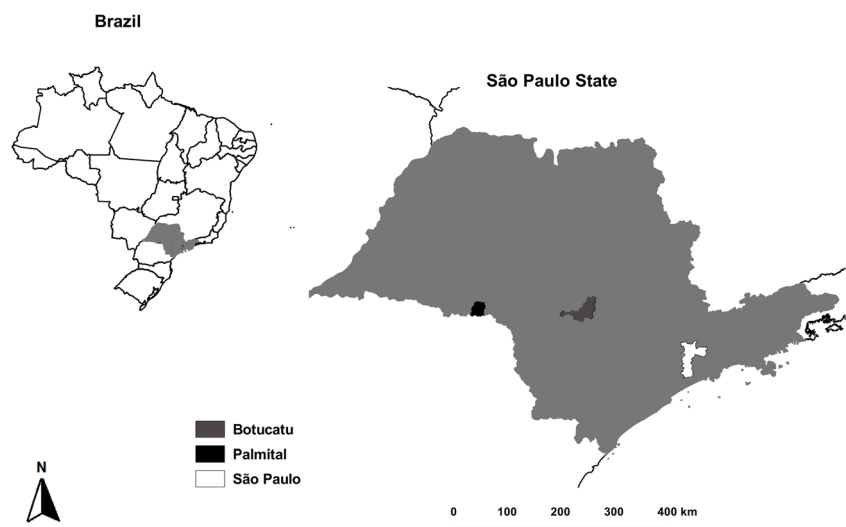 Brazil
São Paulo State
Botucatu
Palmital
São Paulo
N
0 100 200 300 400 km